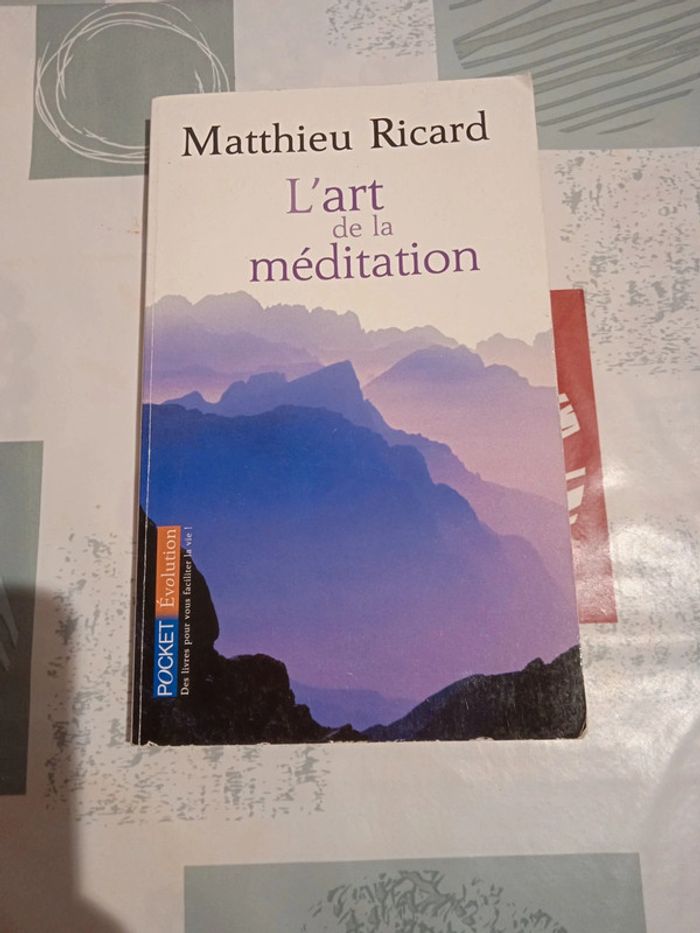 Matthieu Ricard
L'art
de la
méditation
POCKET Évolution
Des livres pour vous faciliter la vie !